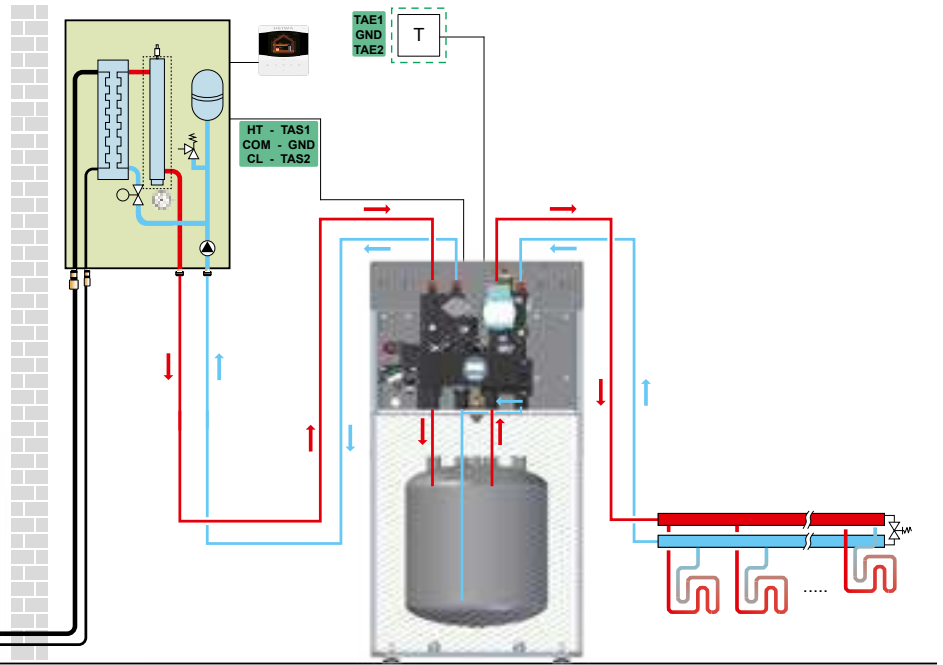 TAE1
GND
TAE2
T
HT - TAS1
COM - GND
CL - TAS2
.....